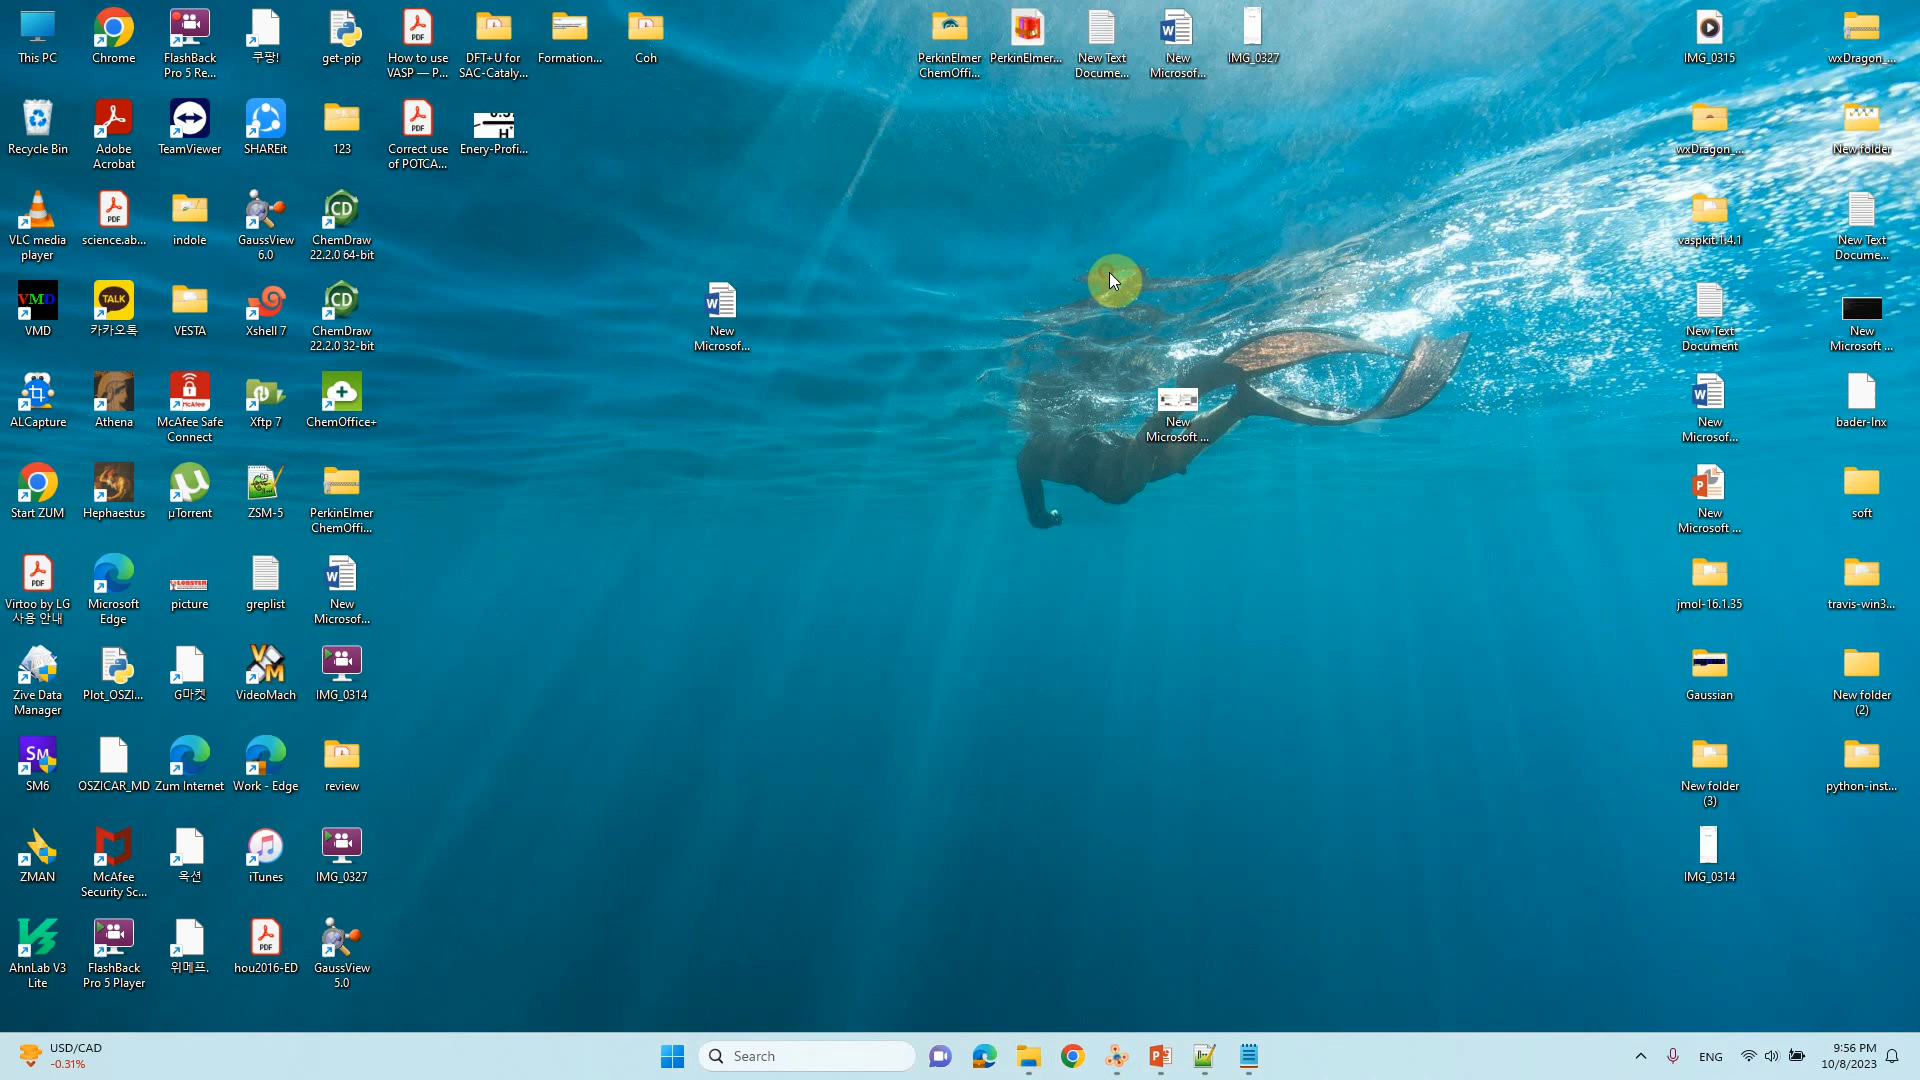 This PC
Chrome
FlashBack
Pro 5 Re...
쿠팡!
get-pip
How to use
VASP — P...
DFT+U for
SAC-Cataly...
Formation...
Coh
PerkinElmer
ChemOffi...
PerkinElmer...
New Text
Docume...
New
Microsof...
IMG_0327
IMG_0315
wxDragon_...
Recycle Bin
Adobe
Acrobat
TeamViewer
SHAREit
123
Correct use
of POTCA...
Enery-Profi...
wxDragon_...
New folder
VLC media
player
science.ab...
indole
GaussView
6.0
ChemDraw
22.2.0 64-bit
vaspkit.1.4.1
New Text
Docume...
VMD
카카오톡
VESTA
Xshell 7
ChemDraw
22.2.0 32-bit
New
Microsof...
New Text
Document
New
Microsoft ...
ALCapture
Athena
McAfee Safe
Connect
Xftp 7
ChemOffice+
New
Microsoft ...
New
Microsof...
bader-lnx
Start ZUM
Hephaestus
µTorrent
ZSM-5
PerkinElmer
ChemOffi...
New
Microsoft ...
soft
Virtoo by LG
사용 안내
Microsoft
Edge
picture
greplist
New
Microsof...
jmol-16.1.35
travis-win3...
Zive Data
Manager
Plot_OSZI...
G마켓
VideoMach
IMG_0314
Gaussian
New folder
(2)
SM6
OSZICAR_MD
Zum Internet
Work - Edge
review
New folder
(3)
python-inst...
ZMAN
McAfee
Security Sc...
옥션
iTunes
IMG_0327
IMG_0314
AhnLab V3
Lite
FlashBack
Pro 5 Player
위메프.
hou2016-ED
GaussView
5.0
USD/CAD
-0.31%
Search
ENG
9:56 PM
10/8/2023